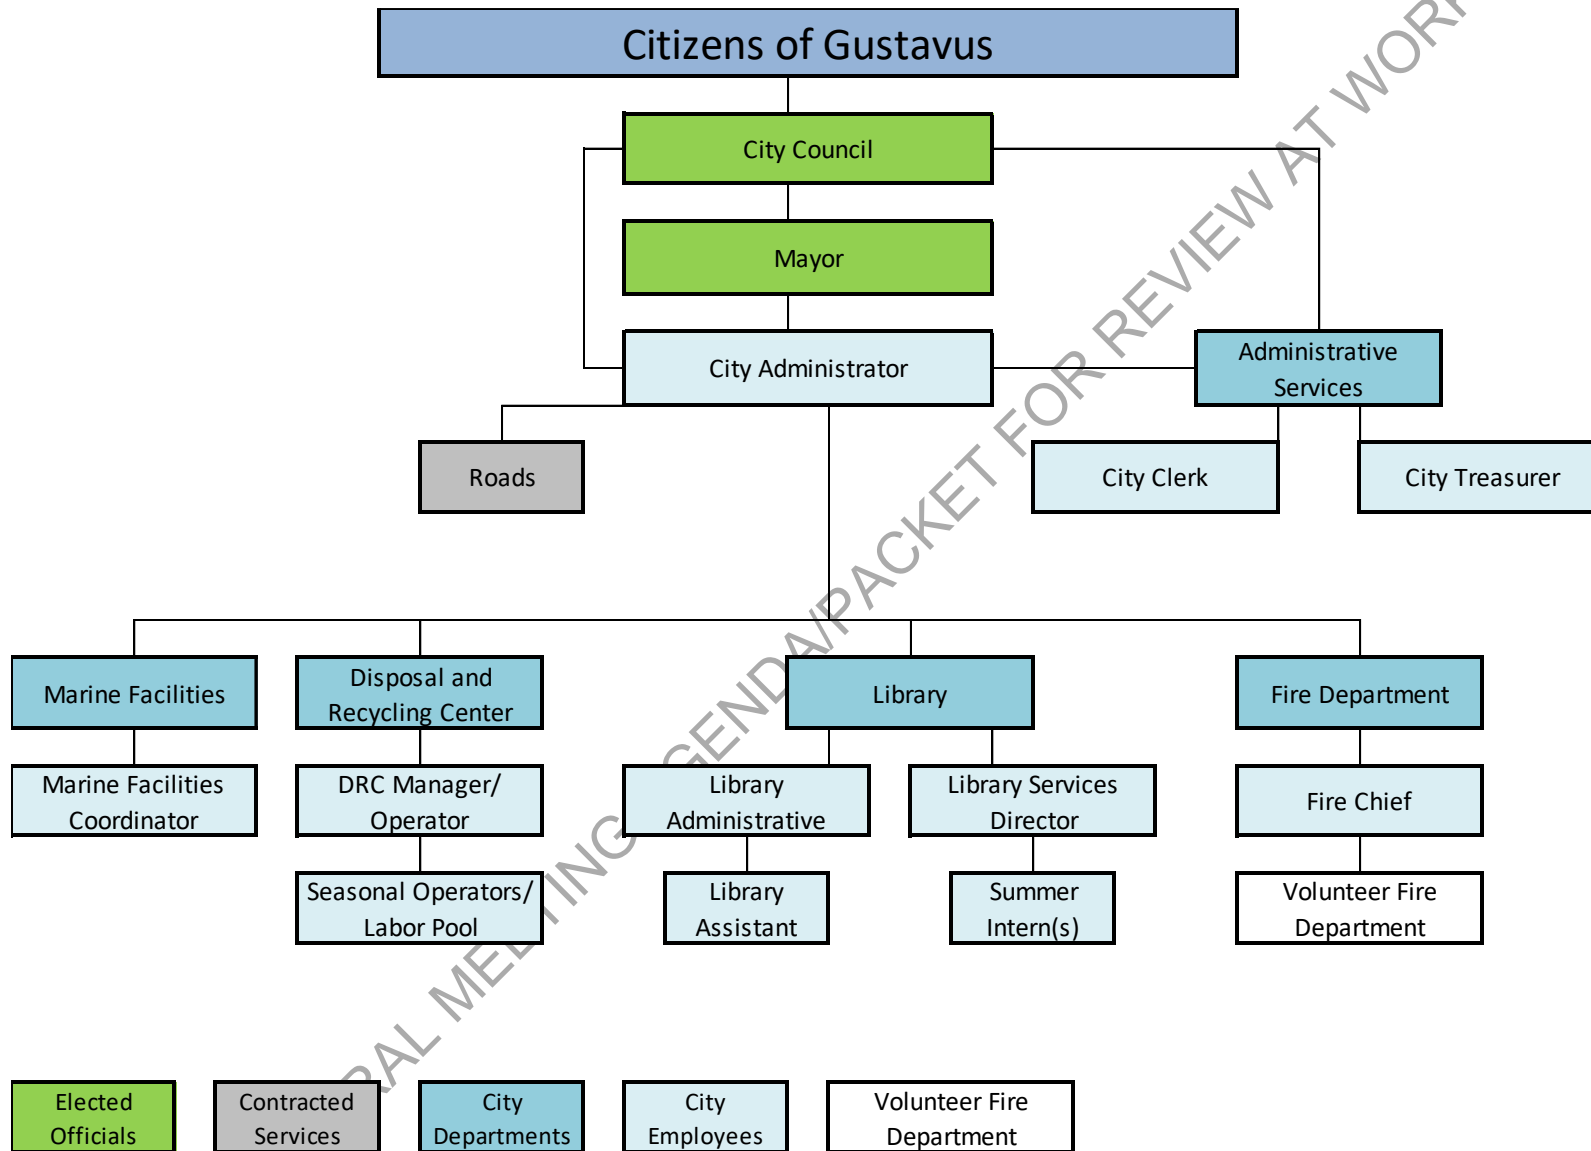 Citizens of Gustavus
City Council
Mayor
City Administrator
Administrative
Services
Roads
City Clerk
City Treasurer
Marine Facilities
Disposal and
Recycling Center
Library
Fire Department
Marine Facilities
Coordinator
DRC Manager/
Operator
Library
Administrative
Library Services
Director
Fire Chief
Seasonal Operators/
Labor Pool
Library
Assistant
Summer
Intern(s)
Volunteer Fire
Department
Elected
Officials
Contracted
Services
City
Departments
City
Employees
Volunteer Fire
Department
MEETING AGENDA/PACKET FOR REVIEW AT